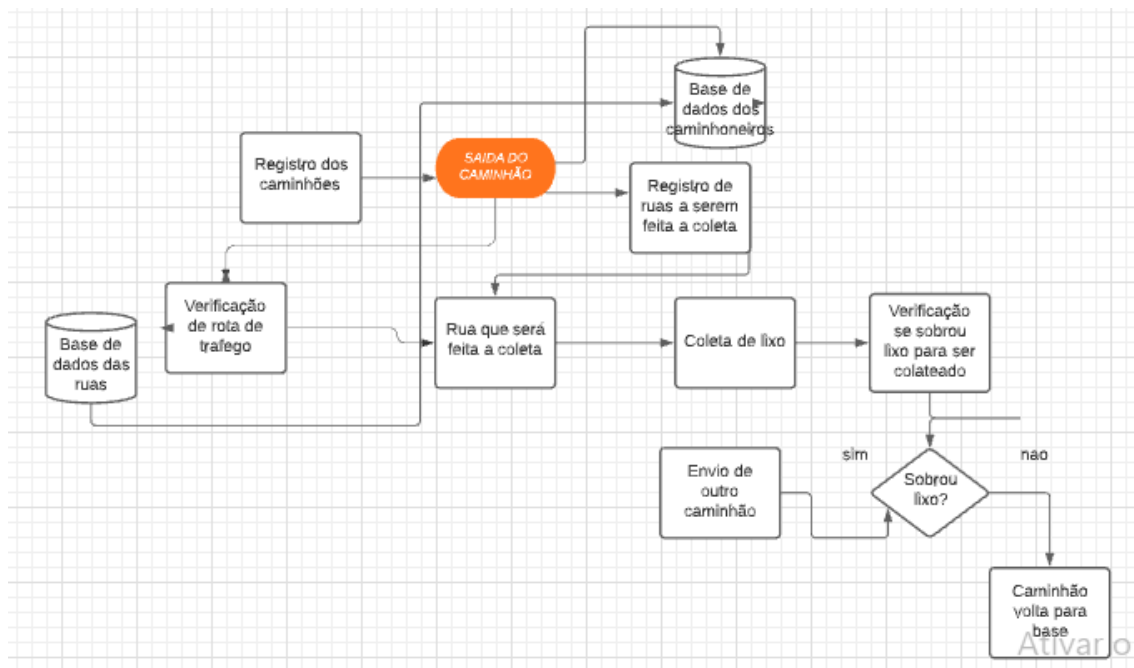 Base de
dados dos
caminhoneiros
Registro dos
caminhões
SAIDA DO
CAMINHÃO
Registro de
ruas a serem
feita a coleta
Verificação
de rota de
trafego
Base de
dados das
ruas
Rua que será
feita a coleta
Coleta de lixo
Verificação
se sobrou
lixo para ser
colateado
sim
nao
Envio de
outro
caminhão
Sobrou
lixo?
Caminhão
volta para
base
Ativar o